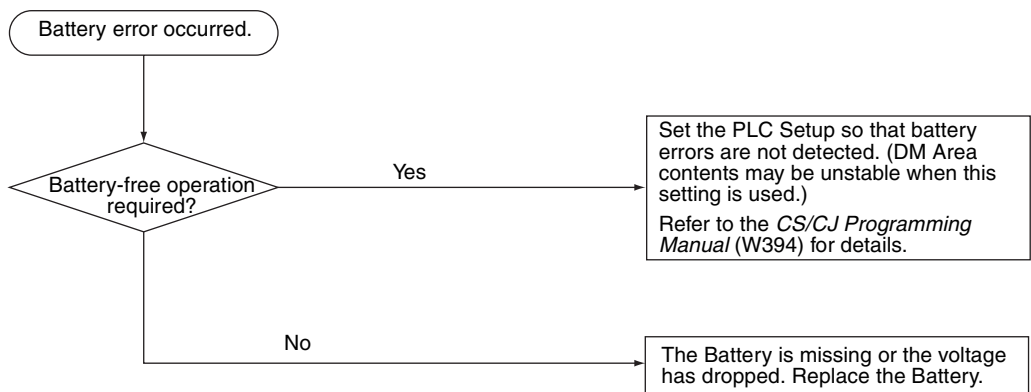 Battery error occurred.
Battery-free operation
required?
Yes
Set the PLC Setup so that battery
errors are not detected. (DM Area
contents may be unstable when this
setting is used.)
Refer to the CS/CJ Programming
Manual (W394) for details.
No
The Battery is missing or the voltage
has dropped. Replace the Battery.